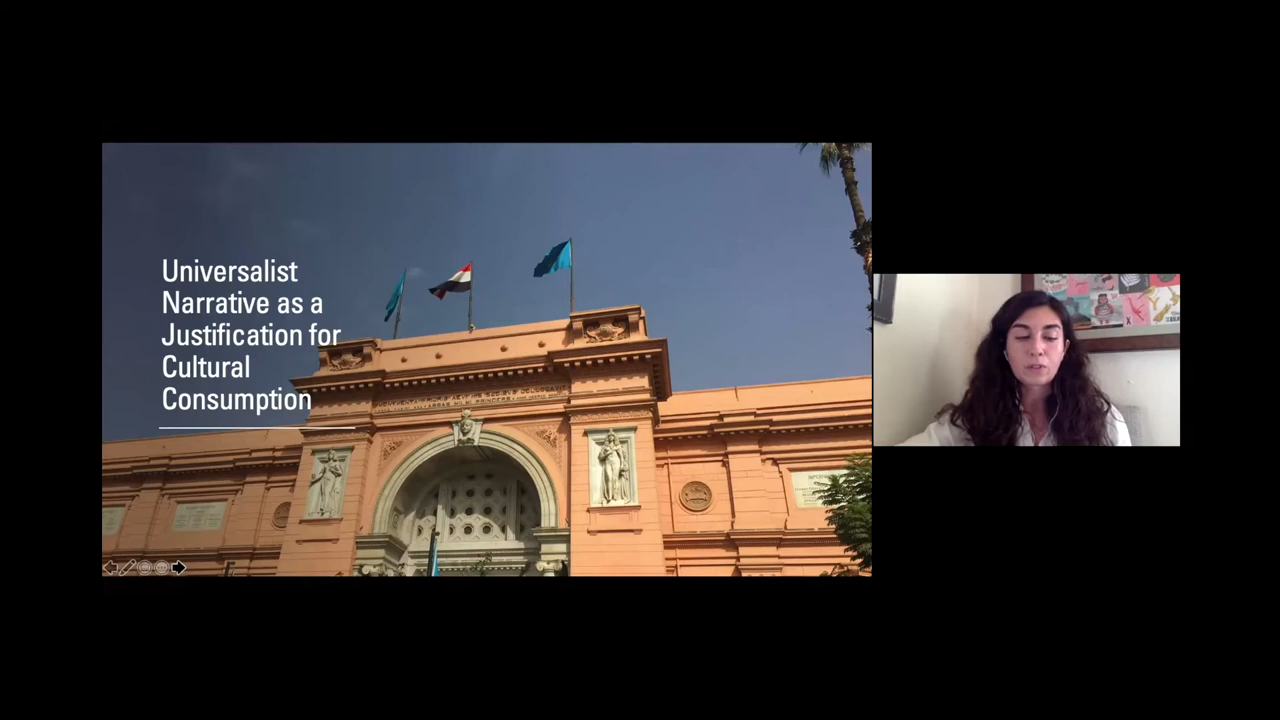 Universalist
Narrative as a
Justification for
Cultural
Consumption